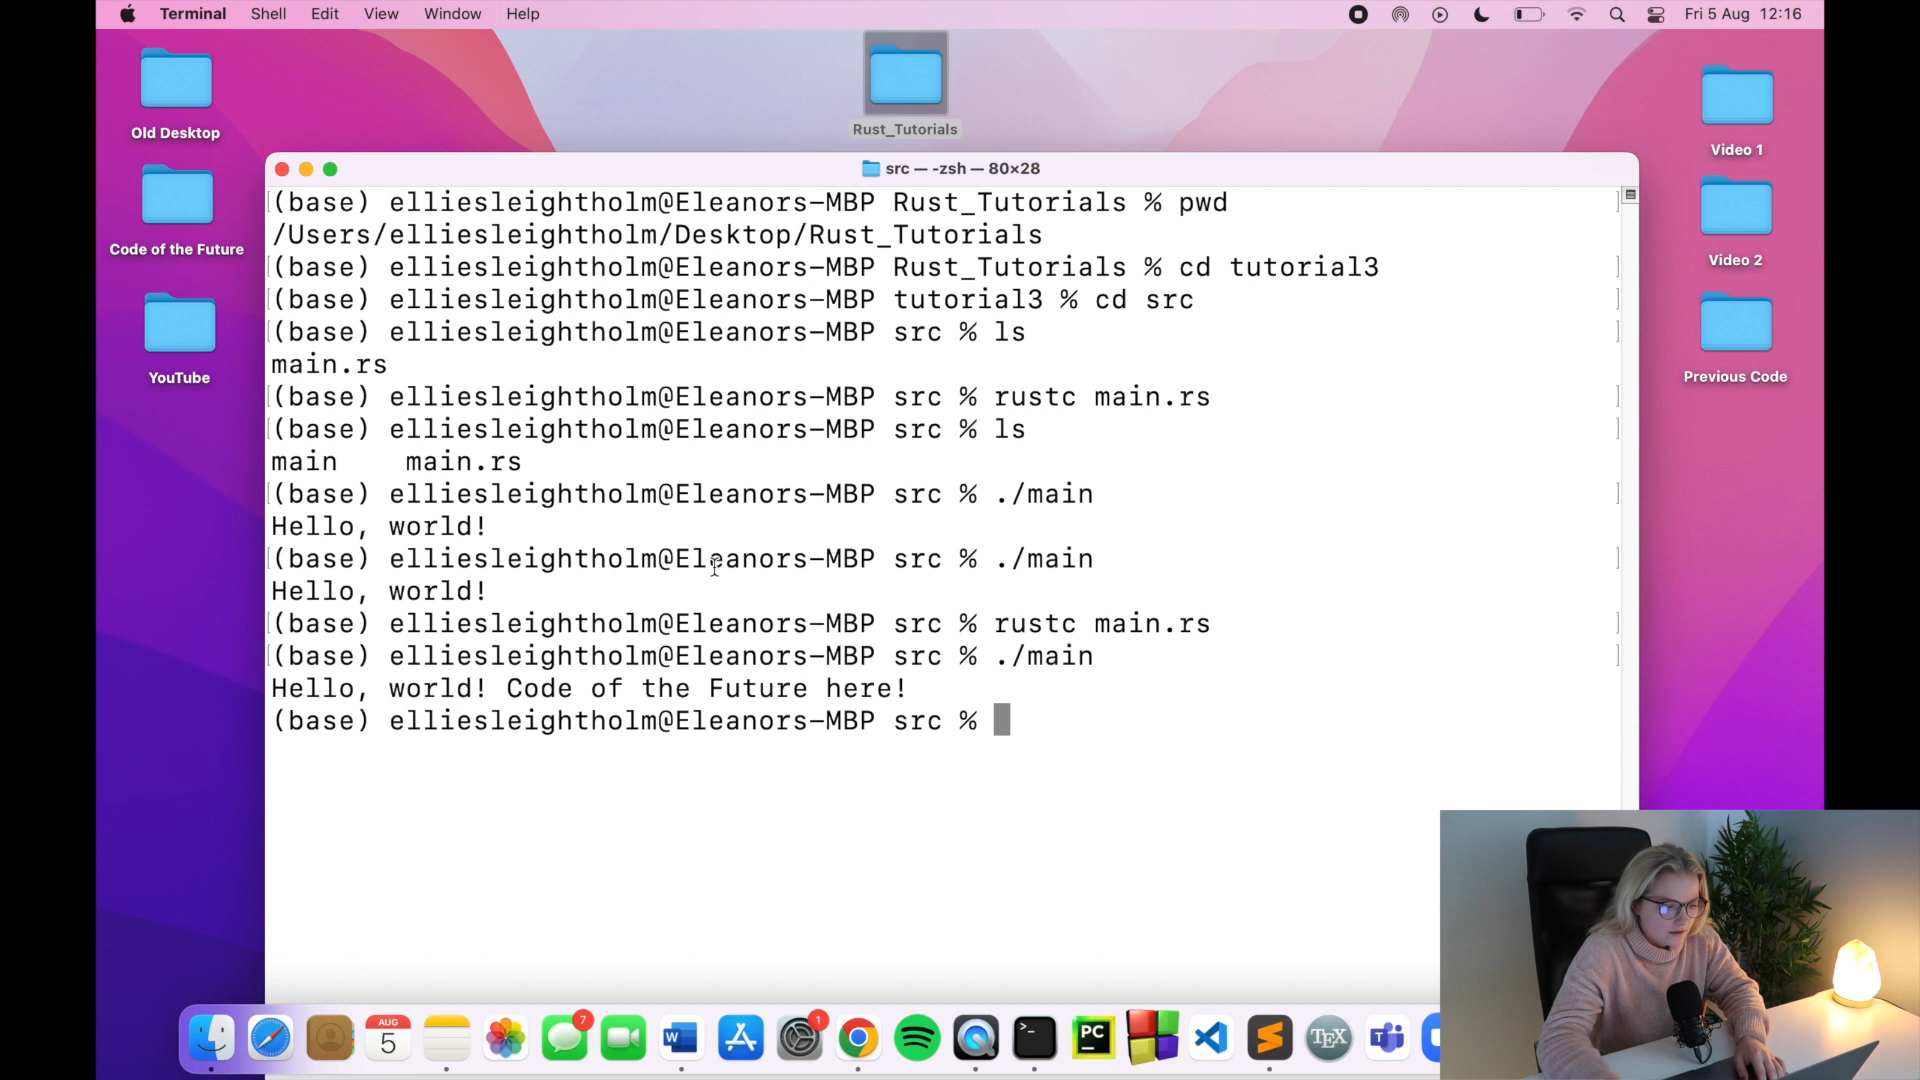 Terminal Shell Edit View Window Help
Fri 5 Aug 12:16
Old Desktop
Code of the Future
YouTube
Rust_Tutorials
Video 1
Video 2
Previous Code
src — -zsh — 80×28
(base) elliesleightholm@Eleanors-MBP Rust_Tutorials % pwd
/Users/elliesleightholm/Desktop/Rust_Tutorials
(base) elliesleightholm@Eleanors-MBP Rust_Tutorials % cd tutorial3
(base) elliesleightholm@Eleanors-MBP tutorial3 % cd src
(base) elliesleightholm@Eleanors-MBP src % ls
main.rs
(base) elliesleightholm@Eleanors-MBP src % rustc main.rs
(base) elliesleightholm@Eleanors-MBP src % ls
main main.rs
(base) elliesleightholm@Eleanors-MBP src % ./main
Hello, world!
(base) elliesleightholm@Eleanors-MBP src % ./main
Hello, world!
(base) elliesleightholm@Eleanors-MBP src % rustc main.rs
(base) elliesleightholm@Eleanors-MBP src % ./main
Hello, world! Code of the Future here!
(base) elliesleightholm@Eleanors-MBP src %
AUG
5
7
W
1
>_
PC
TEX
T